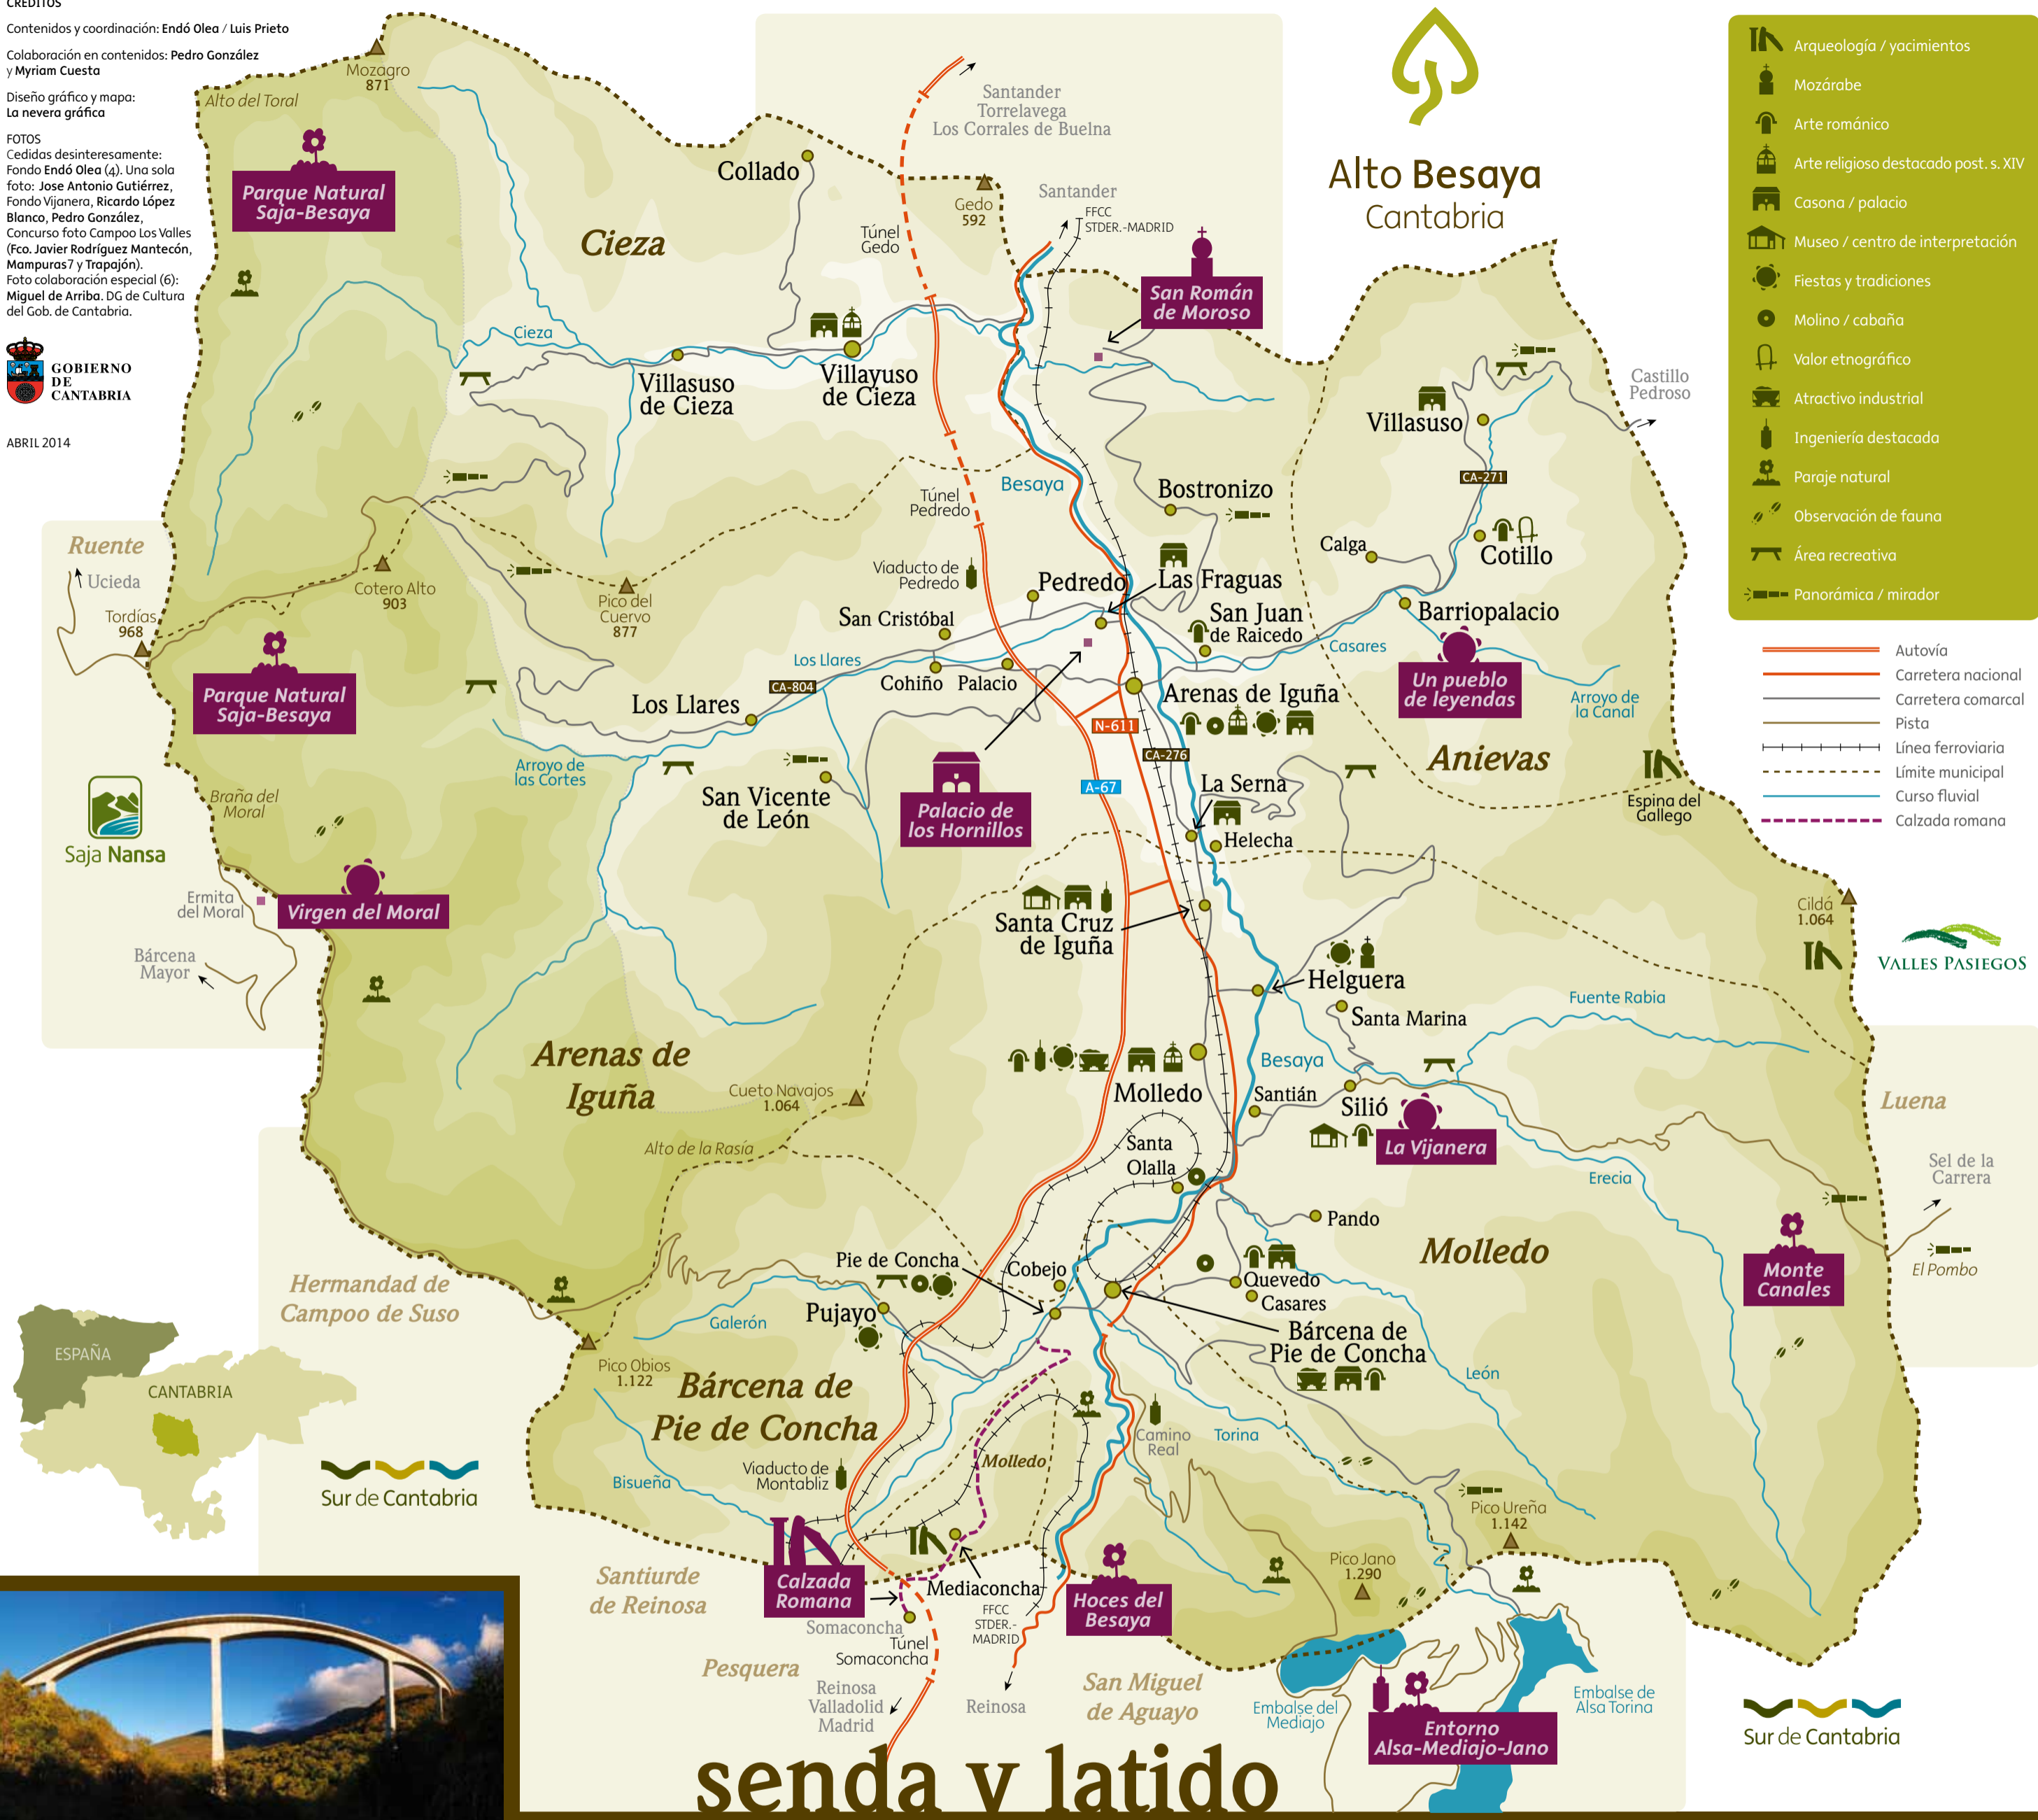 CRÉDITOS
Contenidos y coordinación: Endó Olea / Luis Prieto
Colaboración en contenidos: Pedro González
y Myriam Cuesta
Diseño gráfico y mapa:
La nevera gráfica
FOTOS
Cedidas desinteresamente:
Fondo Endó Olea (4). Una sola
foto: Jose Antonio Gutiérrez,
Fondo Vijanera, Ricardo López
Blanco, Pedro González,
Concurso foto Campoo Los Valles
(Fco. Javier Rodríguez Mantecón,
Mampuras7 y Trapajón).
Foto colaboración especial (6):
Miguel de Arriba. DG de Cultura
del Gob. de Cantabria.
GOBIERNO
DE
CANTABRIA
ABRIL 2014
Alto Besaya
Cantabria
Arqueología / yacimientos
Mozárabe
Arte románico
Arte religioso destacado post. s. XIV
Casona / palacio
Museo / centro de interpretación
Fiestas y tradiciones
Molino / cabaña
Valor etnográfico
Atractivo industrial
Ingeniería destacada
Paraje natural
Observación de fauna
Área recreativa
Panorámica / mirador
Autovía
Carretera nacional
Carretera comarcal
Pista
Línea ferroviaria
Límite municipal
Curso fluvial
Calzada romana
Mozagro
871
Alto del Toral
Parque Natural
Saja-Besaya
Collado
Cieza
Santander
Torrelavega
Los Corrales de Buelna
Gedo
592
Túnel
Gedo
Santander
FFCC
STDER.-MADRID
San Román
de Moroso
Cieza
Villasuso
de Cieza
Villayuso
de Cieza
Villasuso
Castillo
Pedroso
CA-271
Besaya
Túnel
Pedredo
Bostronizo
Calga
Cotillo
Ruente
Ucieda
Tordías
968
Cotero Alto
903
Pico del
Cuervo
877
Viaducto de
Pedredo
Pedredo
Las Fraguas
San Cristóbal
San Juan
de Raicedo
Barriopalacio
Casares
Los Llares
CA-804
Cohiño
Palacio
Los Llares
Arenas de Iguña
Un pueblo
de leyendas
Arroyo de
la Canal
Parque Natural
Saja-Besaya
N-611
CA-276
A-67
Anievas
Arroyo de
las Cortes
San Vicente
de León
Palacio de
los Hornillos
La Serna
Helecha
Espina del
Gallego
Braña del
Moral
Saja Nansa
Ermita
del Moral
Virgen del Moral
Bárcena
Mayor
Santa Cruz
de Iguña
Cildá
1.064
VALLES PASIEGOS
Helguera
Santa Marina
Fuente Rabia
Arenas de
Iguña
Cueto Navajos
1.064
Molledo
Besaya
Santián
Silió
La Vijanera
Luena
Alto de la Rasía
Santa
Olalla
Erecia
Sel de la
Carrera
Pando
Molledo
Monte
Canales
El Pombo
Hermandad de
Campoo de Suso
Pie de Concha
Cobejo
Quevedo
Casares
Pujayo
Galerón
Bárcena de
Pie de Concha
Pico Obios
1.122
Bárcena de
Pie de Concha
León
ESPAÑA
CANTABRIA
Sur de Cantabria
Viaducto de
Montabliz
Bisueña
Molledo
Camino
Real
Torina
Pico Ureña
1.142
Pico Jano
1.290
Santiurde
de Reinosa
Calzada
Romana
Mediaconcha
Hoces del
Besaya
Somaconcha
Túnel
Somaconcha
FFCC
STDER.-
MADRID
Pesquera
Reinosa
Valladolid
Madrid
Reinosa
San Miguel
de Aguayo
Embalse del
Mediajo
Embalse de
Alsa Torina
Entorno
Alsa-Mediajo-Jano
Sur de Cantabria
senda y latido